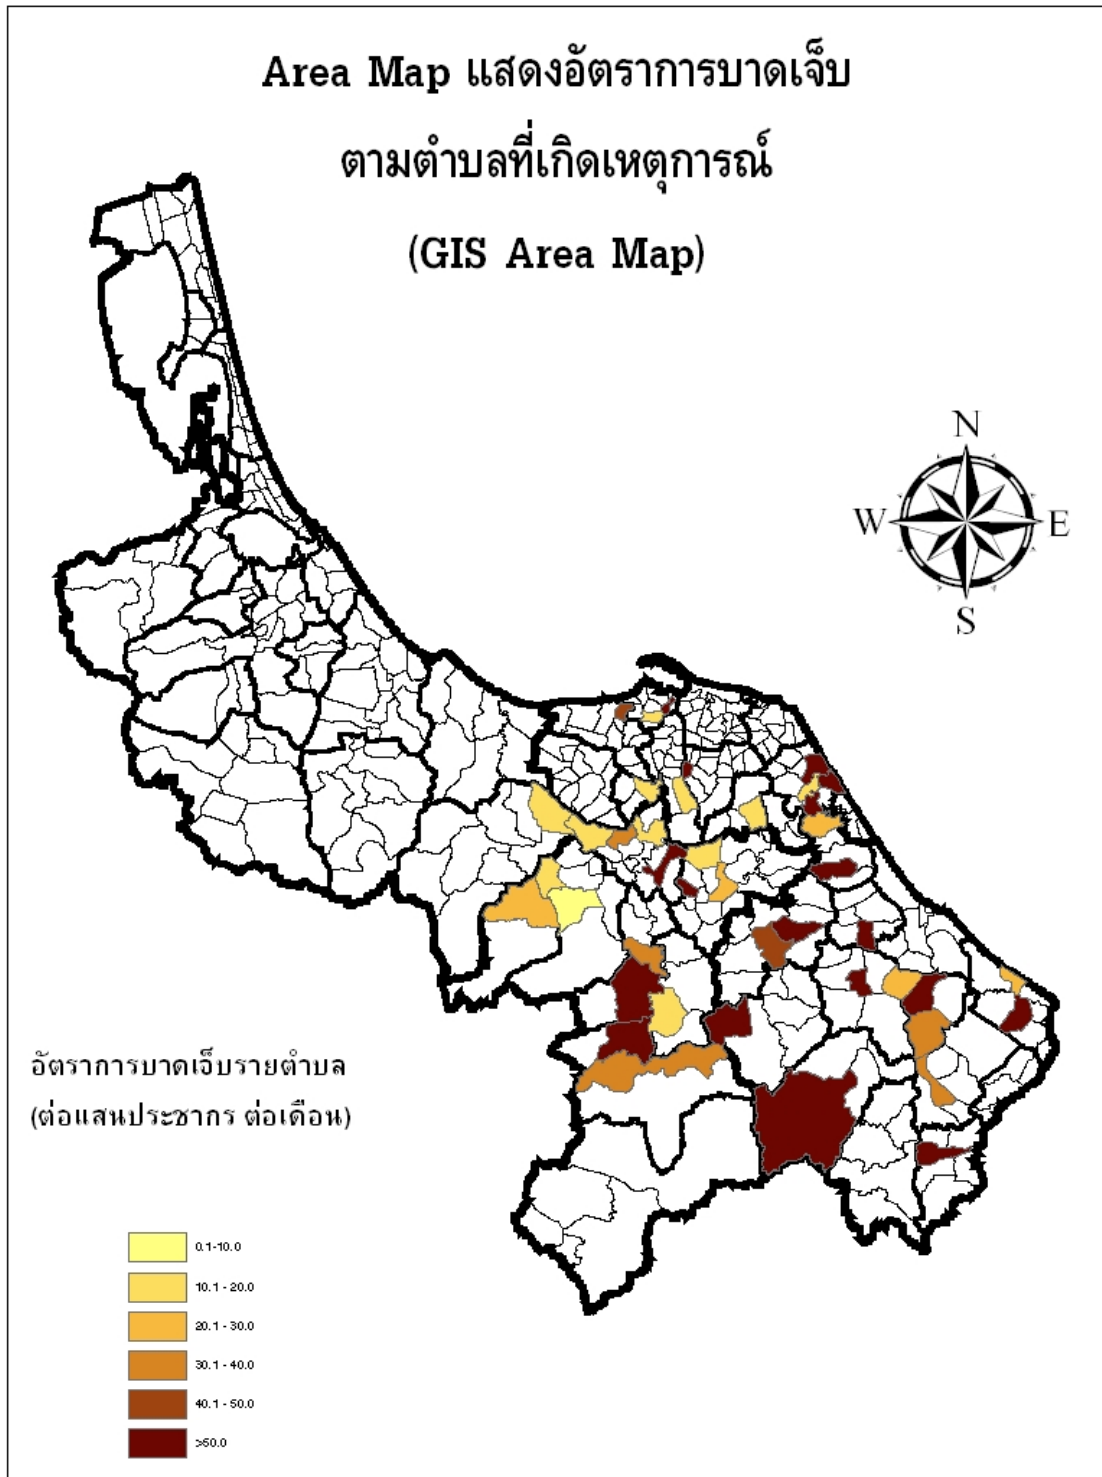 Area Map แสดงอัตราการบาดเจ็บ
ตามตำบลที่เกิดเหตุการณ์
(GIS Area Map)
N
W
E
S
อัตราการบาดเจ็บรายตำบล
(ต่อแสนประชากร ต่อเดือน)
0.1-10.0
10.1 - 20.0
20.1 - 30.0
30.1 - 40.0
40.1 - 50.0
>50.0